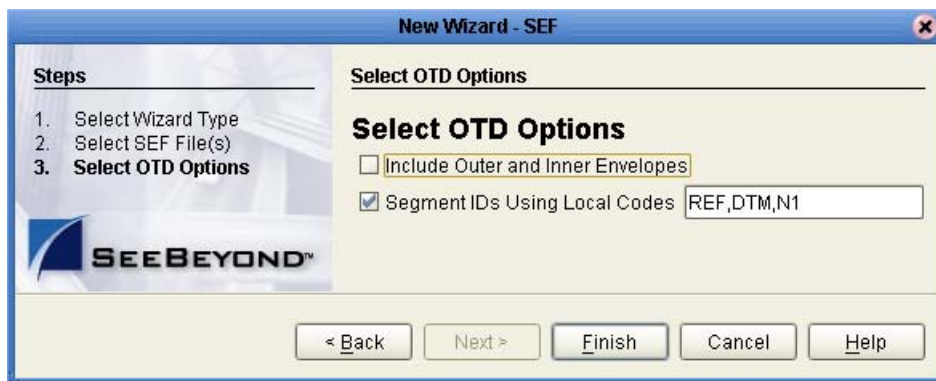 New Wizard - SEF
Steps
1. Select Wizard Type
2. Select SEF File(s)
3. Select OTD Options
SEEBEYOND™
Select OTD Options
Select OTD Options
Include Outer and Inner Envelopes
Segment IDs Using Local Codes REF,DTM,N1
< Back Next > Finish Cancel Help